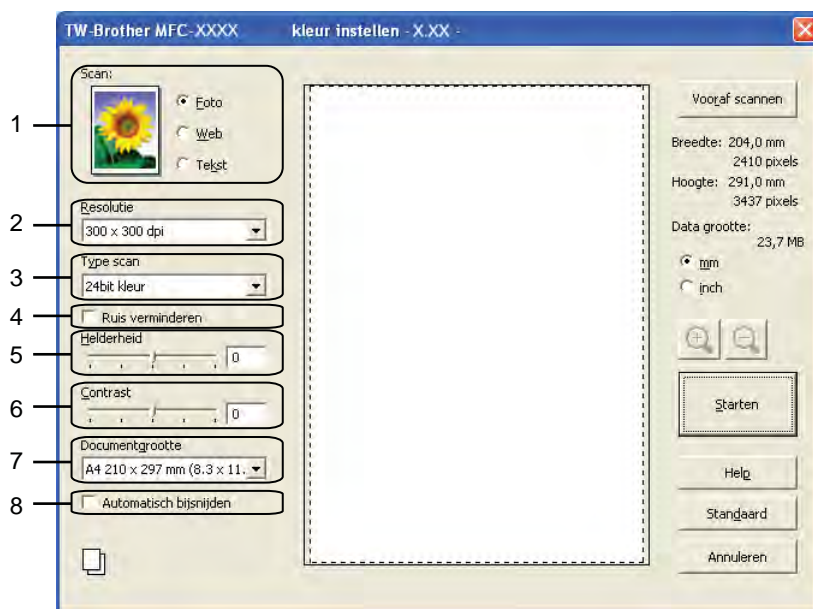 TW-Brother MFC-XXXX kleur instellen - X.XX -
Scan:
Foto
Web
Tekst
1
Resolutie
2
300 x 300 dpi
Type scan
3
24bit kleur
4
Ruis verminderen
Helderheid
5
0
Contrast
6
0
Documentgrootte
7
A4 210 x 297 mm (8.3 x 11.
8
Automatisch bijsnijden
Vooraf scannen
Breedte: 204,0 mm
2410 pixels
Hoogte: 291,0 mm
3437 pixels
Data grootte:
23,7 MB
mm
inch
Starten
Help
Standaard
Annuleren